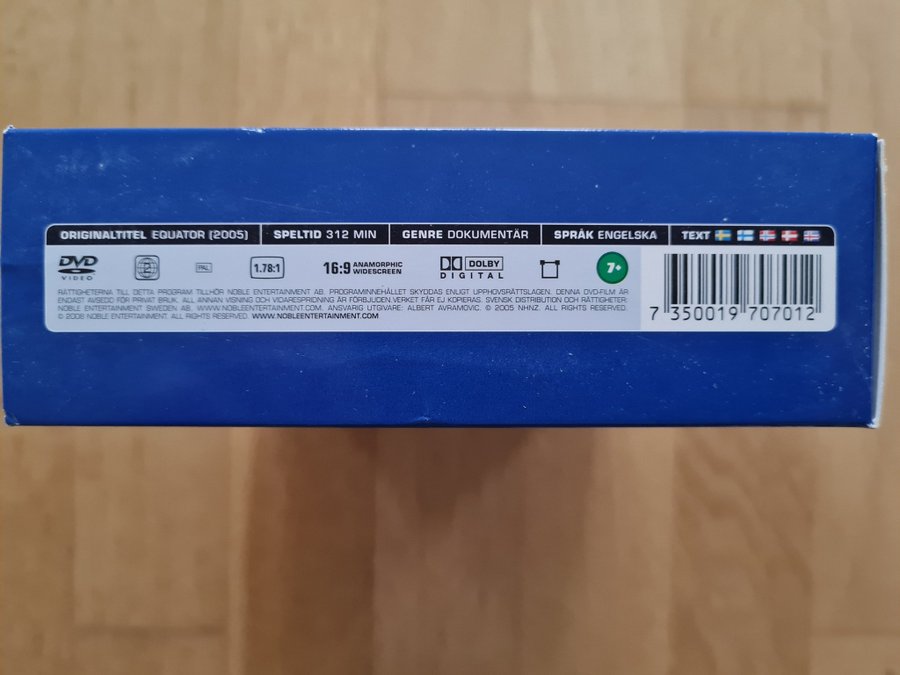 ORIGINALTITEL EQUATOR (2005) SPELTID 312 MIN GENRE DOKUMENTÄR SPRÅK ENGELSKA TEXT
DVD VIDEO 2 PAL 1.78:1 16:9 ANAMORPHIC WIDESCREEN DOLBY DIGITAL 7+
RÄTTIGHETERNA TILL DETTA PROGRAM TILLHÖR NOBLE ENTERTAINMENT AB. PROGRAMINNEHÅLLET SKYDDAS ENLIGT UPPHOVSRÄTTSLAGEN. DENNA DVD-FILM ÄR
ENDAST AVSEDD FÖR PRIVAT BRUK. ALL ANNAN VISNING OCH VIDARESPRIDNING ÄR FÖRBJUDEN.VERKET FÅR EJ KOPIERAS. SVENSK DISTRIBUTION OCH RÄTTIGHETER:
NOBLE ENTERTAINMENT SWEDEN AB, WWW.NOBLEENTERTAINMENT.COM. ANSVARIG UTGIVARE: ALBERT AVRAMOVIC. © 2005 NHNZ. ALL RIGHTS RESERVED.
© 2008 NOBLE ENTERTAINMENT. ALL RIGHTS RESERVED. WWW.NOBLEENTERTAINMENT.COM
7 350019 707012